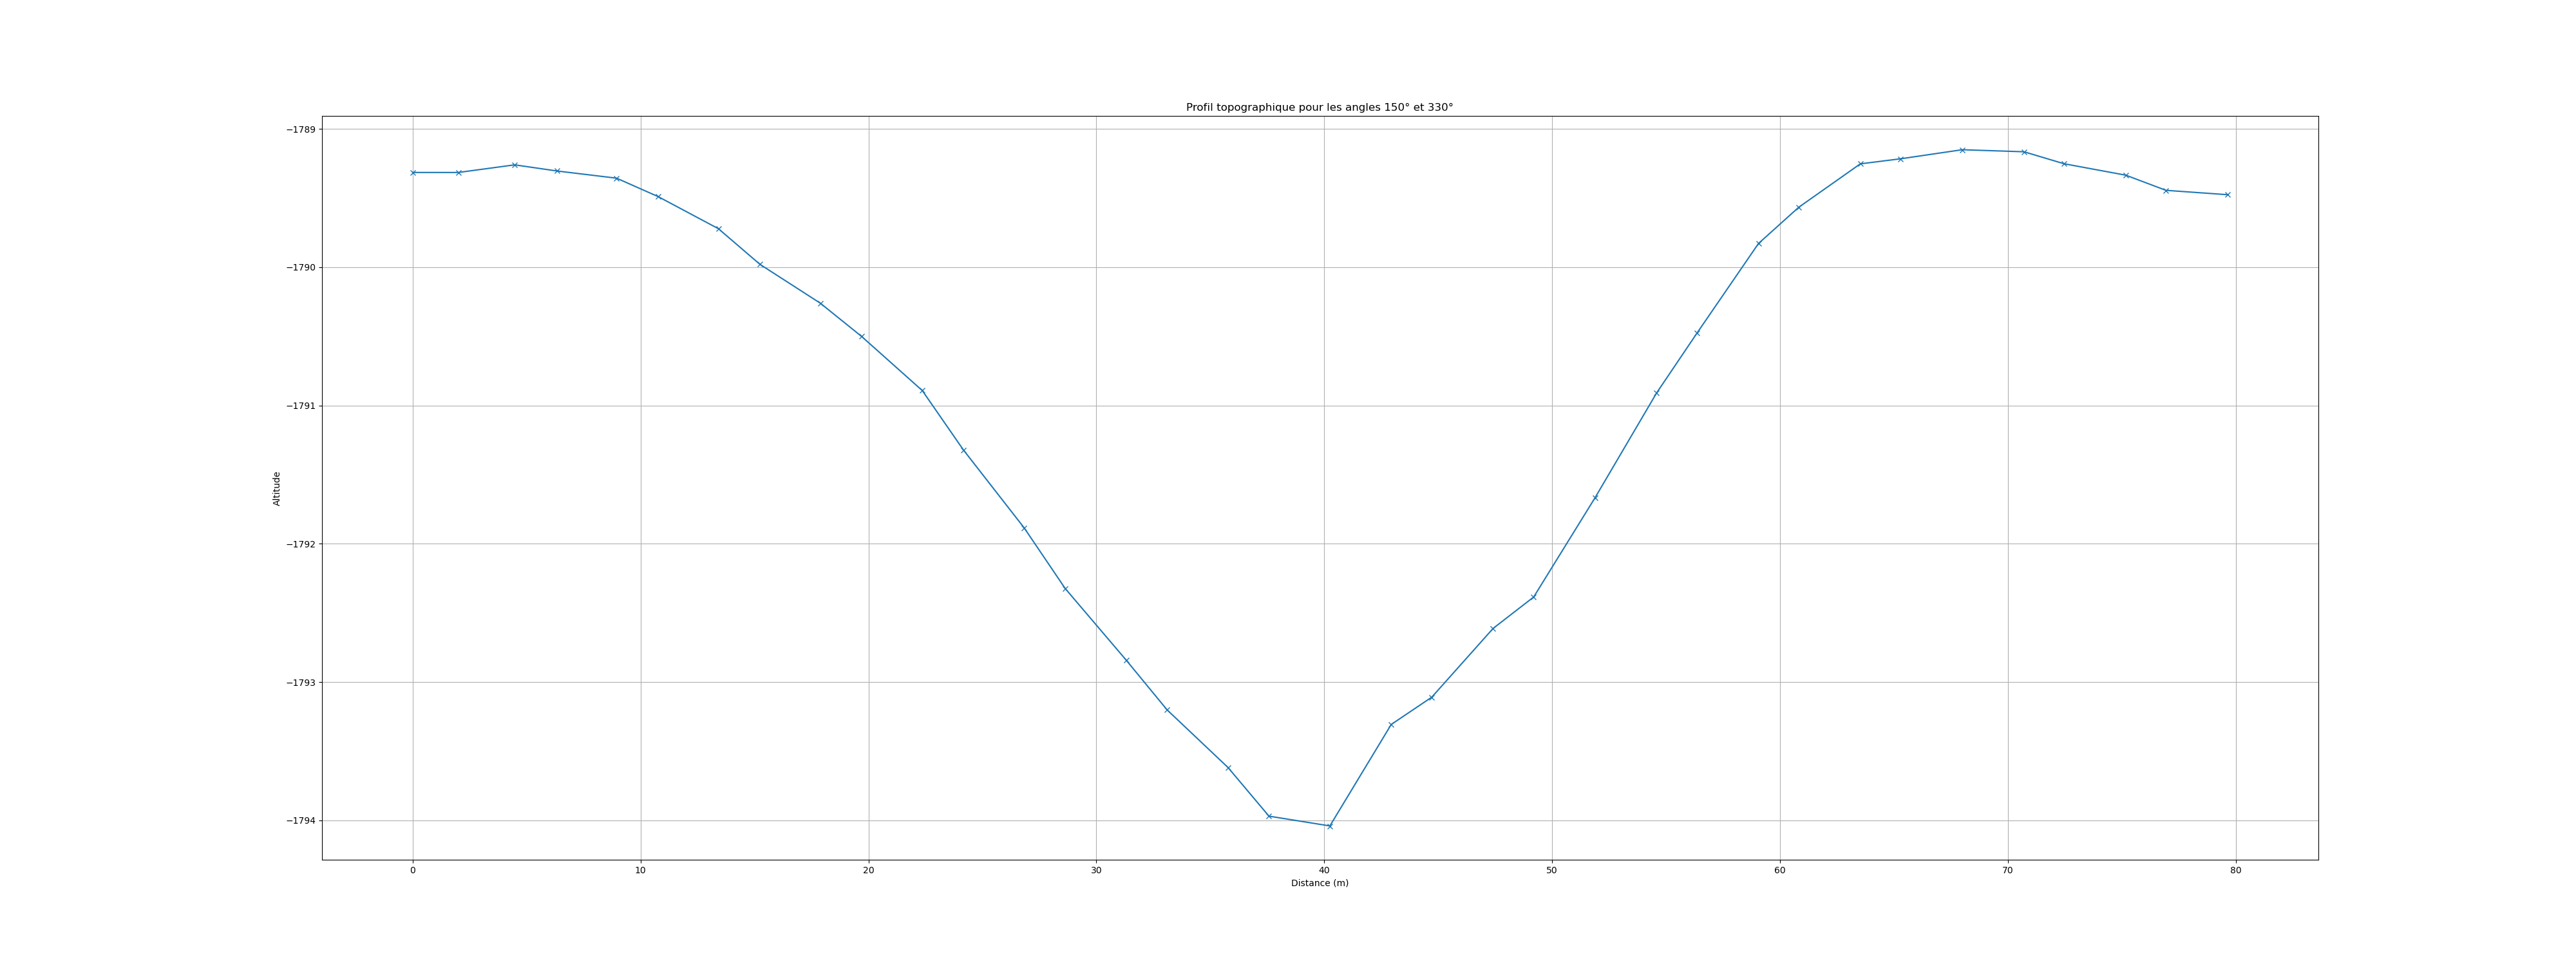 Profil topographique pour les angles 150° et 330°
−1789
−1790
−1791
−1792
−1793
−1794
Altitude
0 10 20 30 40 50 60 70 80
Distance (m)